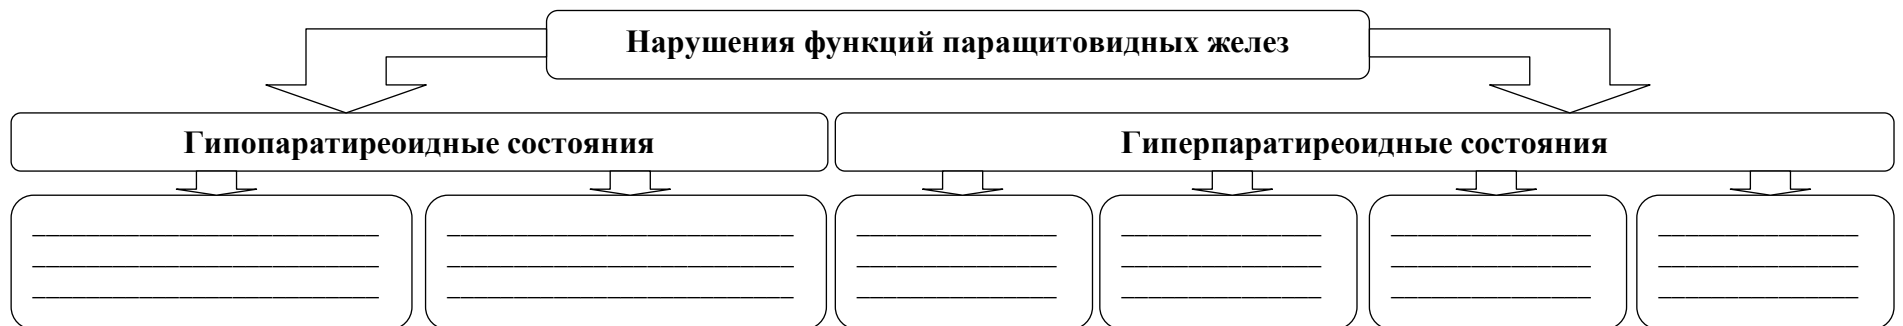 Нарушения функций паращитовидных желез
Гипопаратиреоидные состояния
Гиперпаратиреоидные состояния